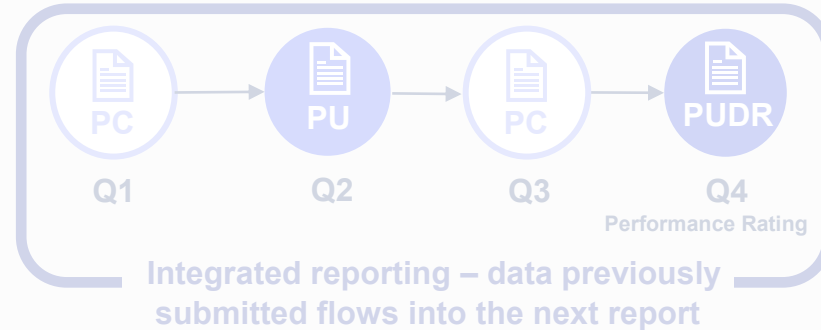 PC PU PC PUDR
Q1 Q2 Q3 Q4
Performance Rating
Integrated reporting – data previously
submitted flows into the next report